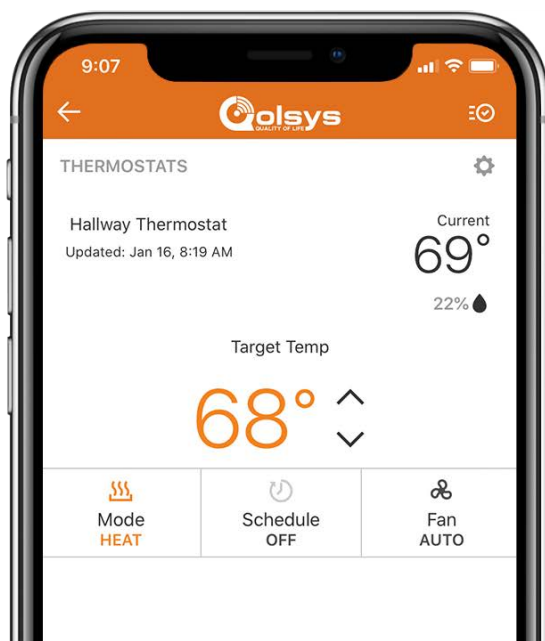 9:07
Qolsys
QUALITY OF LIFE
THERMOSTATS
Hallway Thermostat
Updated: Jan 16, 8:19 AM
Current
69°
22%
Target Temp
68°
Mode
HEAT
Schedule
OFF
Fan
AUTO